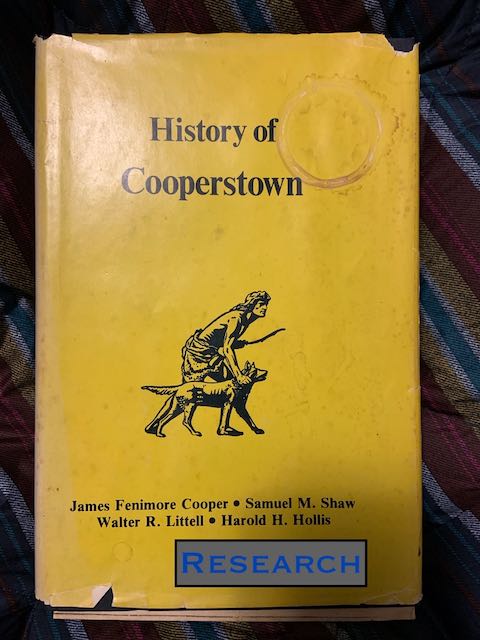 History of
Cooperstown
James Fenimore Cooper • Samuel M. Shaw
Walter R. Littell • Harold H. Hollis
RESEARCH